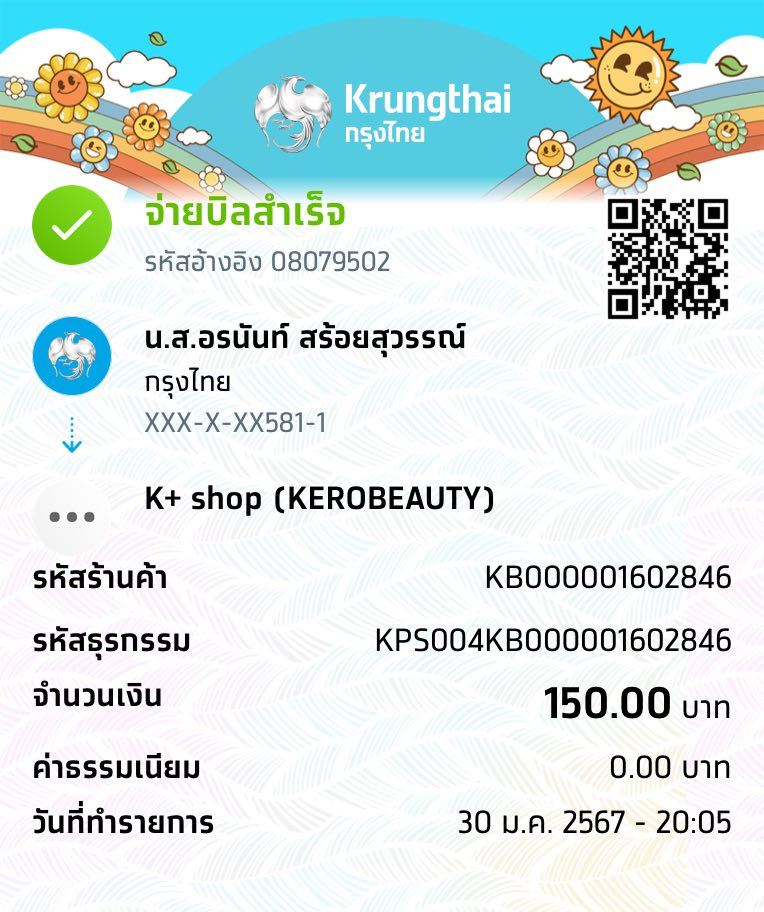 Krungthai
กรุงไทย
จ่ายบิลสำเร็จ
รหัสอ้างอิง 08079502
น.ส.อรนันท์ สร้อยสุวรรณ์
กรุงไทย
XXX-X-XX581-1
K+ shop (KEROBEAUTY)
รหัสร้านค้า KB000001602846
รหัสธุรกรรม KPS004KB000001602846
จำนวนเงิน 150.00 บาท
ค่าธรรมเนียม 0.00 บาท
วันที่ทำรายการ 30 ม.ค. 2567 - 20:05